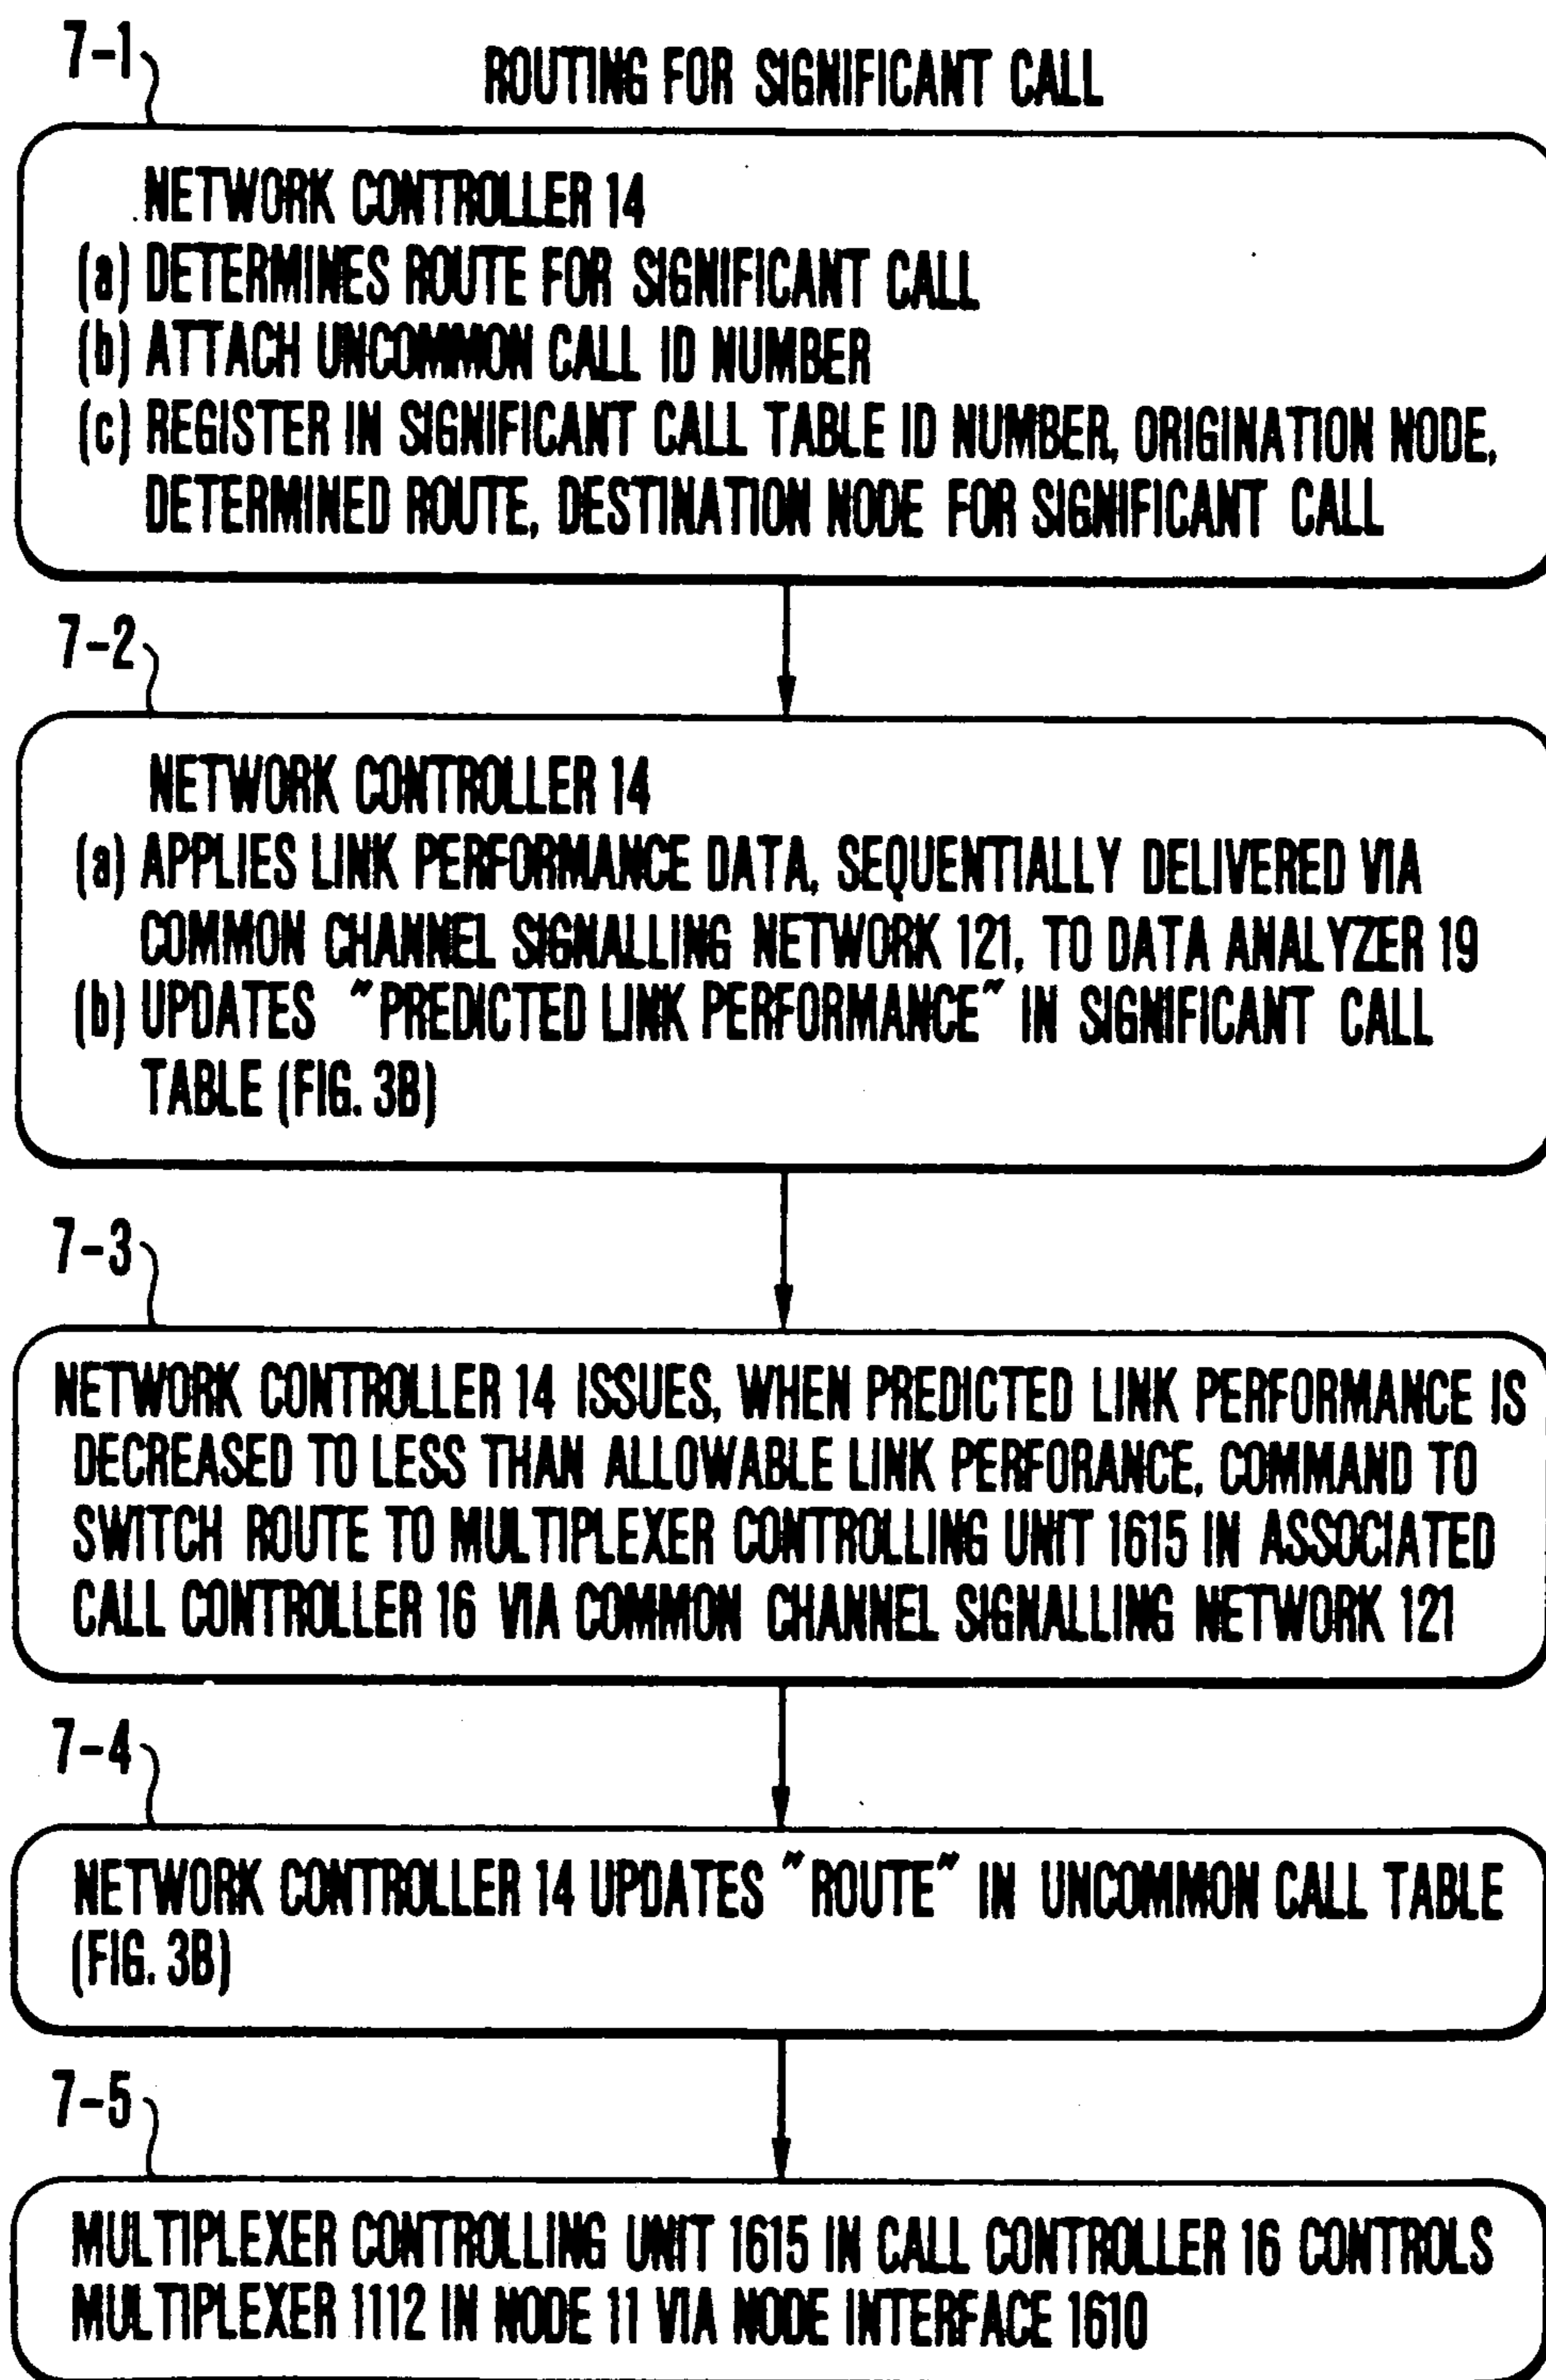 7-1
ROUTING FOR SIGNIFICANT CALL
NETWORK CONTROLLER 14
(a) DETERMINES ROUTE FOR SIGNIFICANT CALL
(b) ATTACH UNCOMMON CALL ID NUMBER
(c) REGISTER IN SIGNIFICANT CALL TABLE ID NUMBER, ORIGINATION NODE,
DETERMINED ROUTE, DESTINATION NODE FOR SIGNIFICANT CALL
7-2
NETWORK CONTROLLER 14
(a) APPLIES LINK PERFORMANCE DATA, SEQUENTIALLY DELIVERED VIA
COMMON CHANNEL SIGNALLING NETWORK 121, TO DATA ANALYZER 19
(b) UPDATES "PREDICTED LINK PERFORMANCE" IN SIGNIFICANT CALL
TABLE (FIG. 3B)
7-3
NETWORK CONTROLLER 14 ISSUES, WHEN PREDICTED LINK PERFORMANCE IS
DECREASED TO LESS THAN ALLOWABLE LINK PERFORANCE, COMMAND TO
SWITCH ROUTE TO MULTIPLEXER CONTROLLING UNIT 1615 IN ASSOCIATED
CALL CONTROLLER 16 VIA COMMON CHANNEL SIGNALLING NETWORK 121
7-4
NETWORK CONTROLLER 14 UPDATES "ROUTE" IN UNCOMMON CALL TABLE
(FIG. 3B)
7-5
MULTIPLEXER CONTROLLING UNIT 1615 IN CALL CONTROLLER 16 CONTROLS
MULTIPLEXER 1112 IN NODE 11 VIA NODE INTERFACE 1610